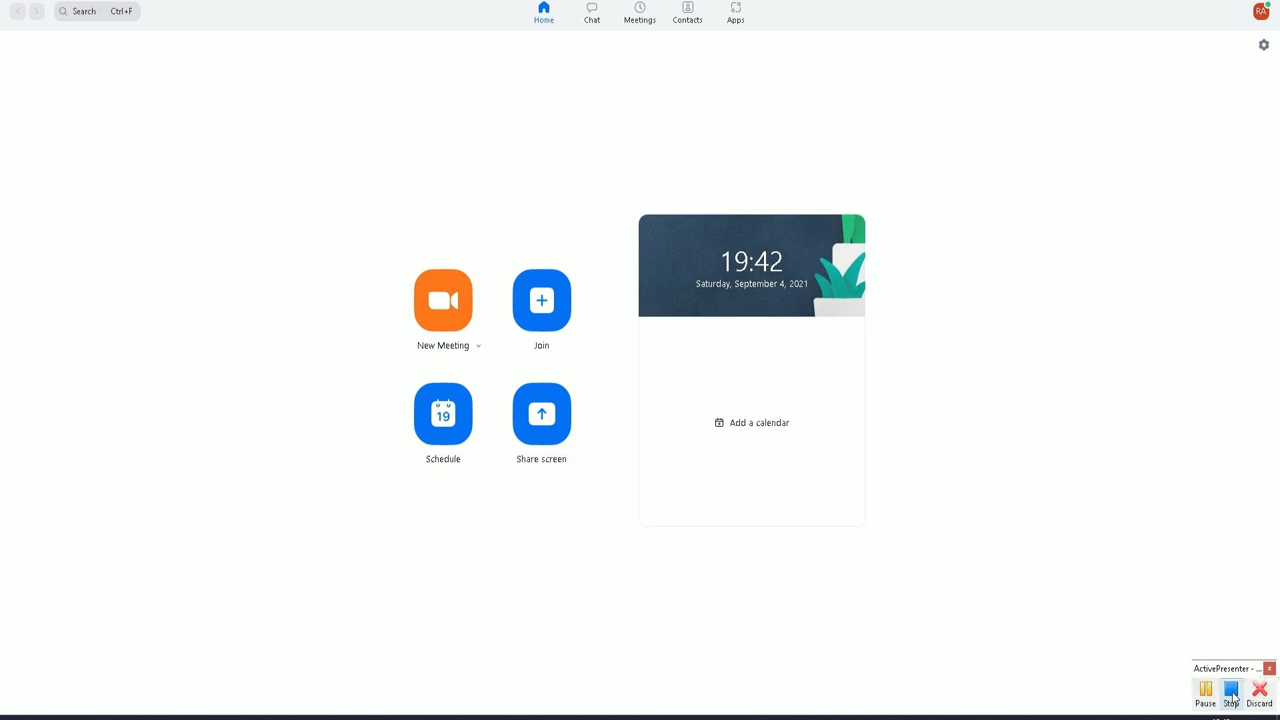 Search Ctrl+F
Home
Chat
Meetings
Contacts
Apps
RA
19:42
Saturday, September 4, 2021
New Meeting
Join
Add a calendar
19
Schedule
Share screen
ActivePresenter - ...
Pause
Stop
Discard